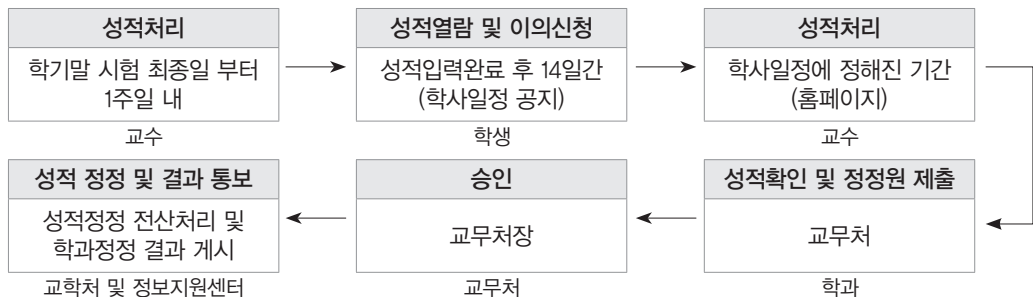 성적처리
학기말 시험 최종일 부터
1주일 내
교수
성적열람 및 이의신청
성적입력완료 후 14일간
(학사일정 공지)
학생
성적처리
학사일정에 정해진 기간
(홈페이지)
교수
성적확인 및 정정원 제출
교무처
학과
승인
교무처장
교무처
성적 정정 및 결과 통보
성적정정 전산처리 및
학과정정 결과 게시
교학처 및 정보지원센터